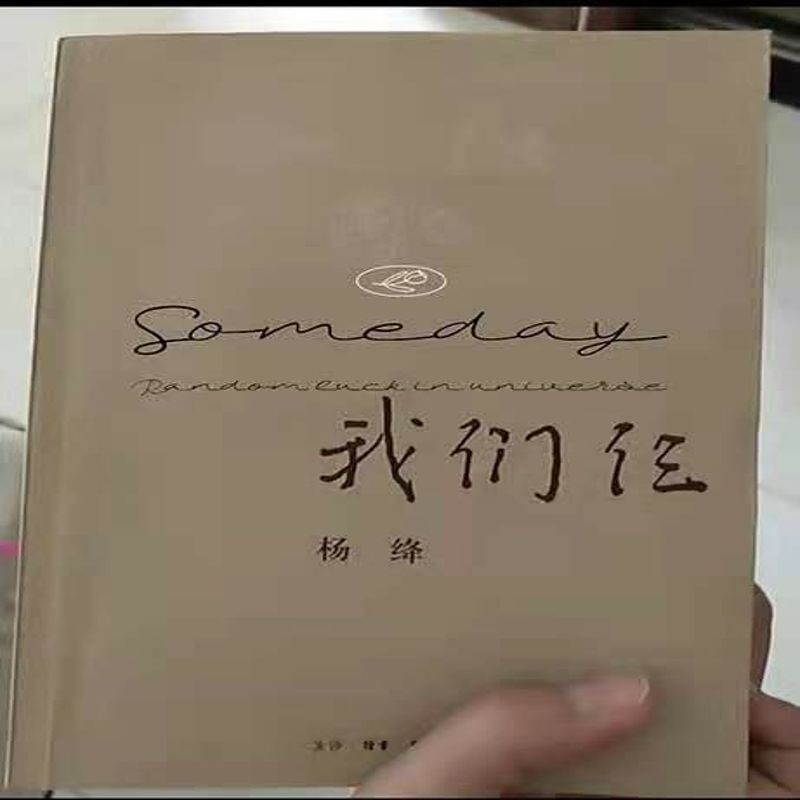 Someday
Random luck in universe
我们仨
杨 绛